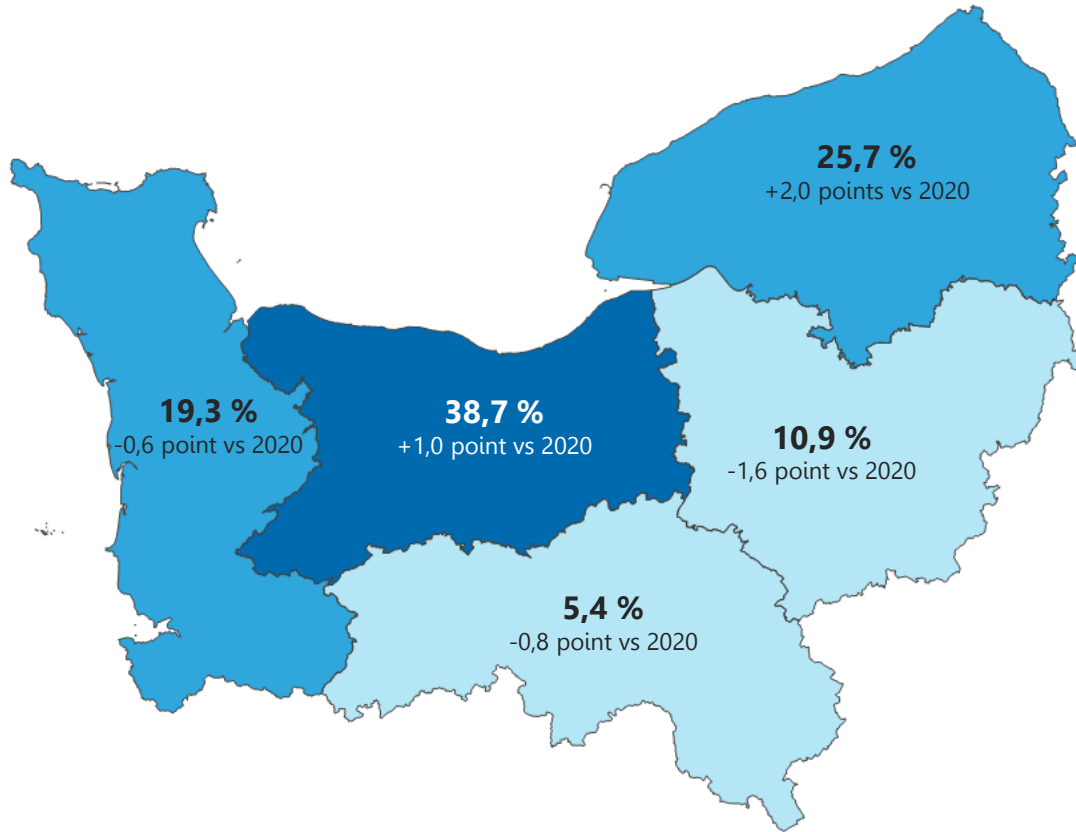 25,7 %
+2,0 points vs 2020
19,3 %
-0,6 point vs 2020
38,7 %
+1,0 point vs 2020
10,9 %
-1,6 point vs 2020
5,4 %
-0,8 point vs 2020